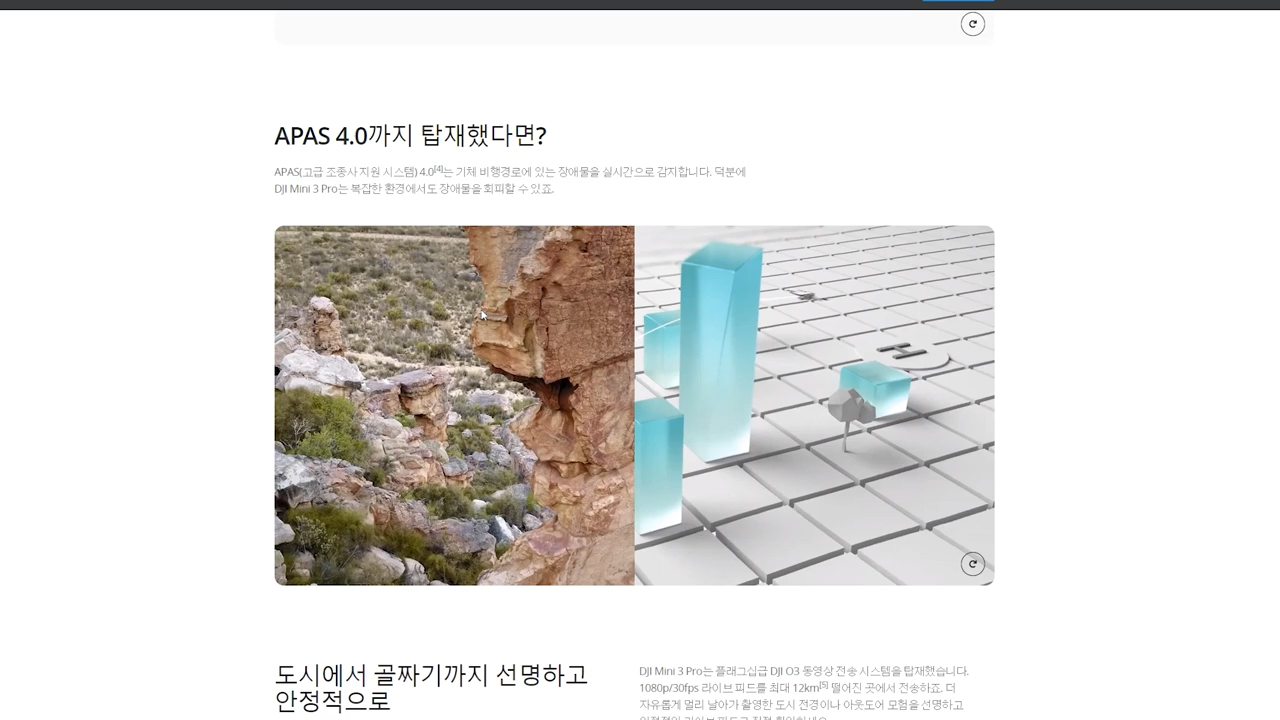 APAS 4.0까지 탑재했다면?
APAS(고급 조종사 지원 시스템) 4.0[4]는 기체 비행경로에 있는 장애물을 실시간으로 감지합니다. 덕분에
DJI Mini 3 Pro는 복잡한 환경에서도 장애물을 회피할 수 있죠.
H
도시에서 골짜기까지 선명하고
안정적으로
DJI Mini 3 Pro는 플래그십급 DJI O3 동영상 전송 시스템을 탑재했습니다.
1080p/30fps 라이브 피드를 최대 12km[5] 떨어진 곳에서 전송하죠. 더
자유롭게 멀리 날아가 촬영한 도시 전경이나 아웃도어 모험을 선명하고